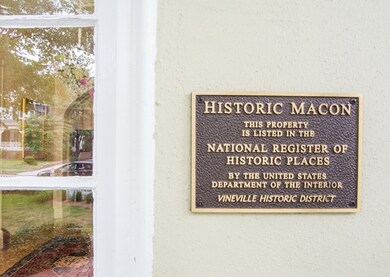 HISTORIC MACON
THIS PROPERTY
IS LISTED IN THE
NATIONAL REGISTER OF
HISTORIC PLACES
BY THE UNITED STATES
DEPARTMENT OF THE INTERIOR
VINEVILLE HISTORIC DISTRICT